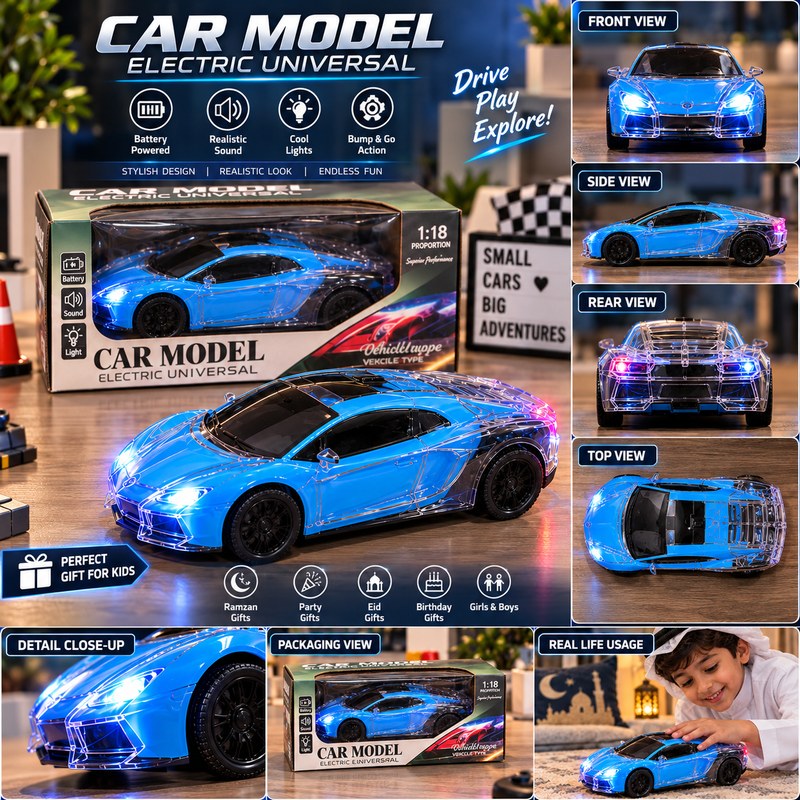 CAR MODEL
ELECTRIC UNIVERSAL
Battery
Powered
Realistic
Sound
Cool
Lights
Bump & Go
Action
STYLISH DESIGN | REALISTIC LOOK | ENDLESS FUN
Drive
Play
Explore!
CAR MODEL
ELECTRIC UNIVERSAL
1:18
PROPORTION
Superior Performance
Battery
Sound
Light
CAR MODEL
ELECTRIC UNIVERSAL
VEKCILE TYPE
SMALL
CARS ♥
BIG
ADVENTURES
PERFECT
GIFT FOR KIDS
Ramzan
Gifts
Party
Gifts
Eid
Gifts
Birthday
Gifts
Girls & Boys
FRONT VIEW
SIDE VIEW
REAR VIEW
TOP VIEW
DETAIL CLOSE-UP
PACKAGING VIEW
1:18
PROPORTION
CAR MODEL
REAL LIFE USAGE